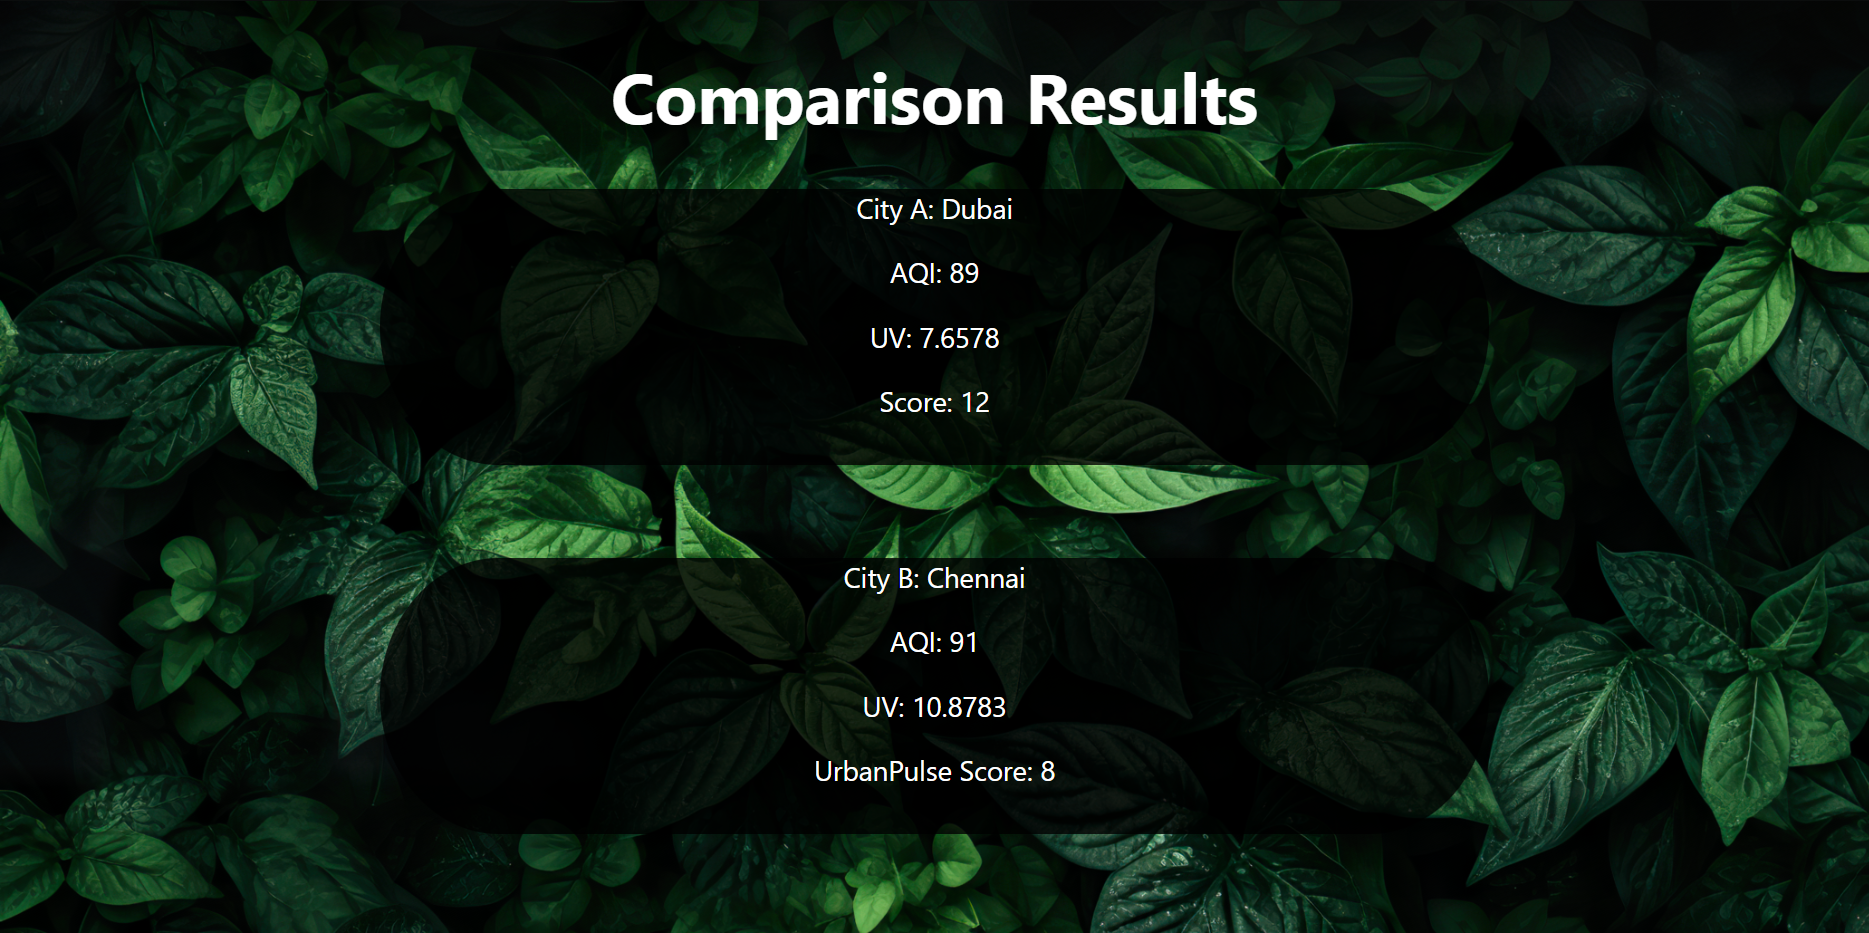 Comparison Results
City A: Dubai
AQI: 89
UV: 7.6578
Score: 12
City B: Chennai
AQI: 91
UV: 10.8783
UrbanPulse Score: 8